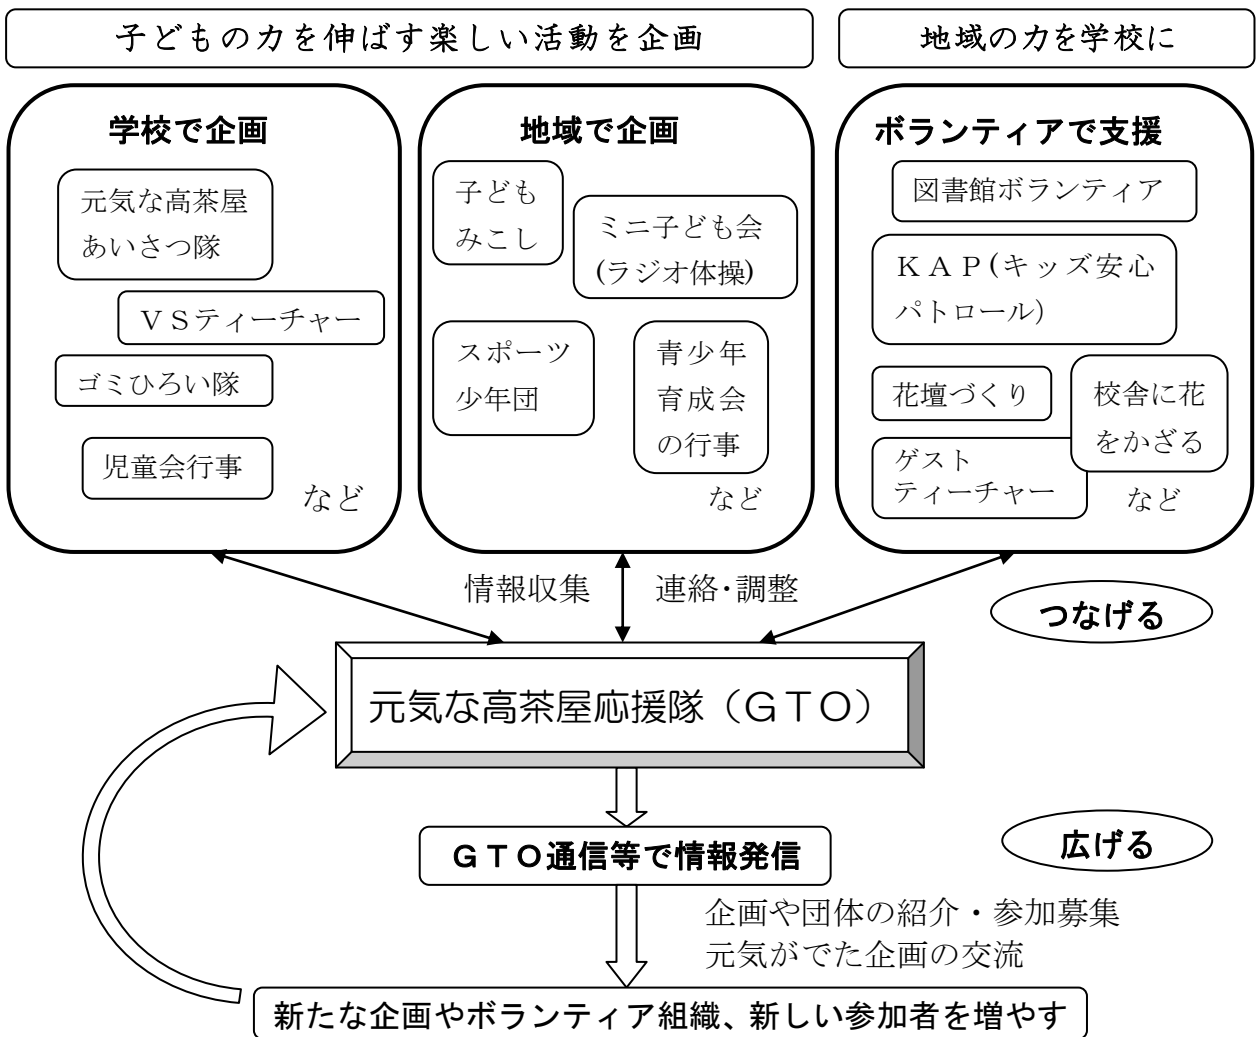 子どもの力を伸ばす楽しい活動を企画
地域の力を学校に
学校で企画
元気な高茶屋
あいさつ隊
ＶＳティーチャー
ゴミひろい隊
児童会行事
など
地域で企画
子ども
みこし
ミニ子ども会
(ラジオ体操)
スポーツ
少年団
青少年
育成会
の行事
など
ボランティアで支援
図書館ボランティア
ＫＡＰ(キッズ安心
パトロール)
花壇づくり
校舎に花
をかざる
ゲスト
ティーチャー
など
情報収集
連絡・調整
つなげる
元気な高茶屋応援隊（ＧＴＯ）
ＧＴＯ通信等で情報発信
広げる
企画や団体の紹介・参加募集
元気がでた企画の交流
新たな企画やボランティア組織、新しい参加者を増やす